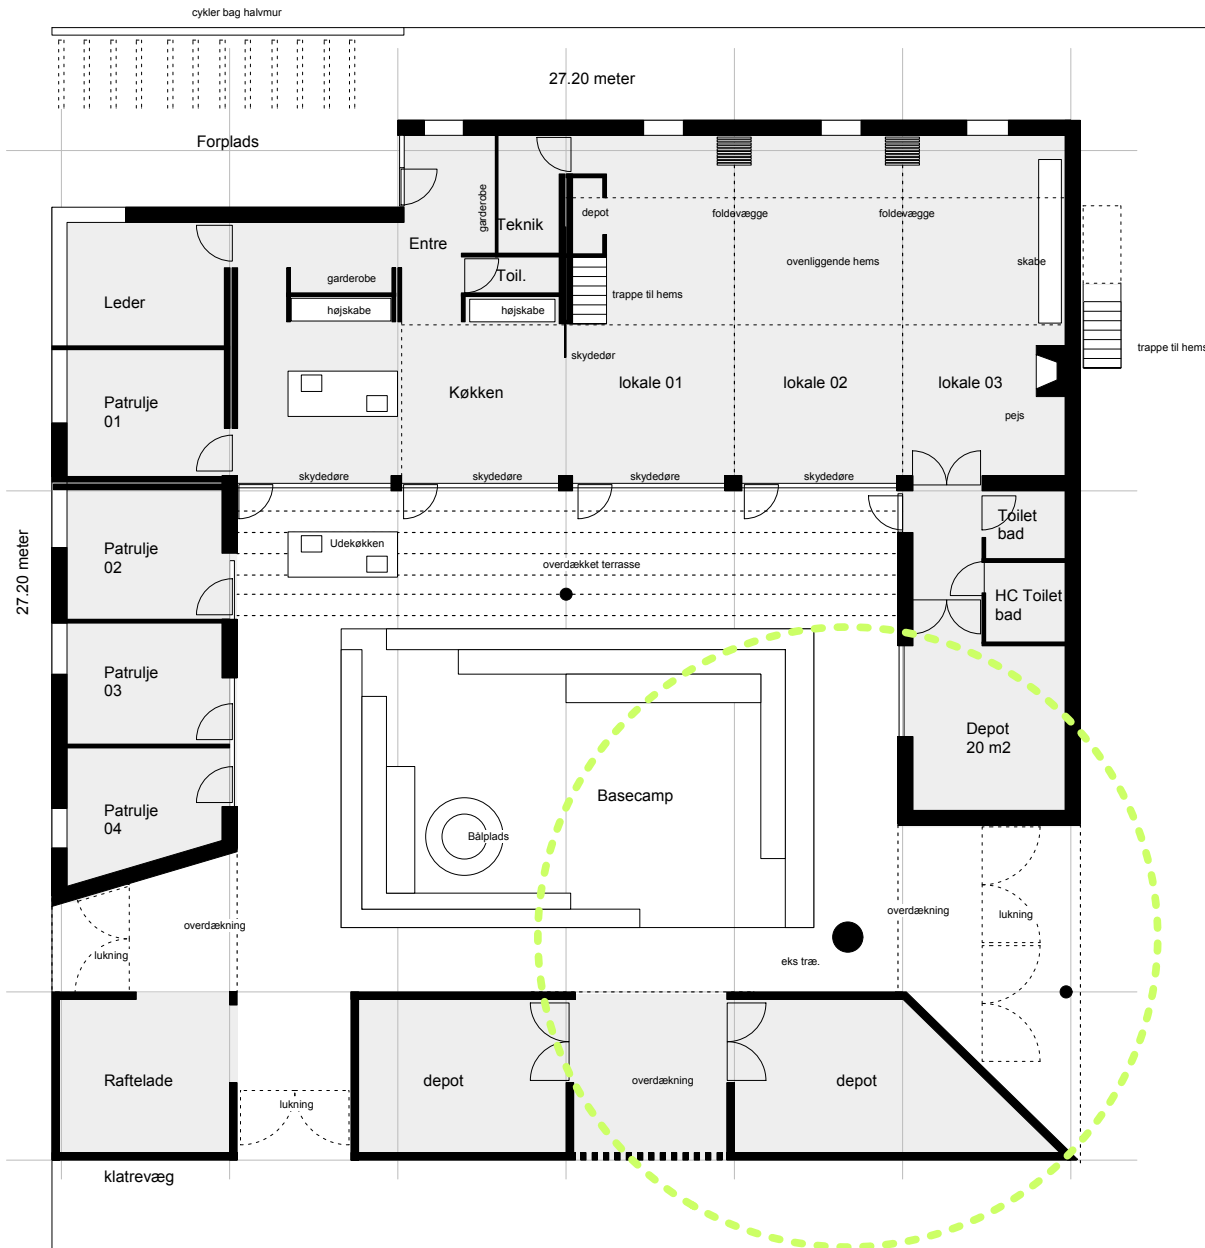 cykler bag halvmur
27.20 meter
Forplads
garderobe
Teknik
depot
foldevægge
foldevægge
Entre
ovenliggende hems
skabe
Toil.
garderobe
trappe til hems
Leder
højskabe
højskabe
trappe til hems
skydedør
Køkken
lokale 01
lokale 02
lokale 03
Patrulje
01
pejs
skydedøre
skydedøre
skydedøre
skydedøre
Toilet
bad
27.20 meter
Patrulje
02
Udekøkken
overdækket terrasse
HC Toilet
bad
Patrulje
03
Depot
20 m2
Basecamp
Patrulje
04
Bålplads
overdækning
lukning
overdækning
lukning
eks træ.
Raftelade
depot
overdækning
depot
lukning
klatrevæg